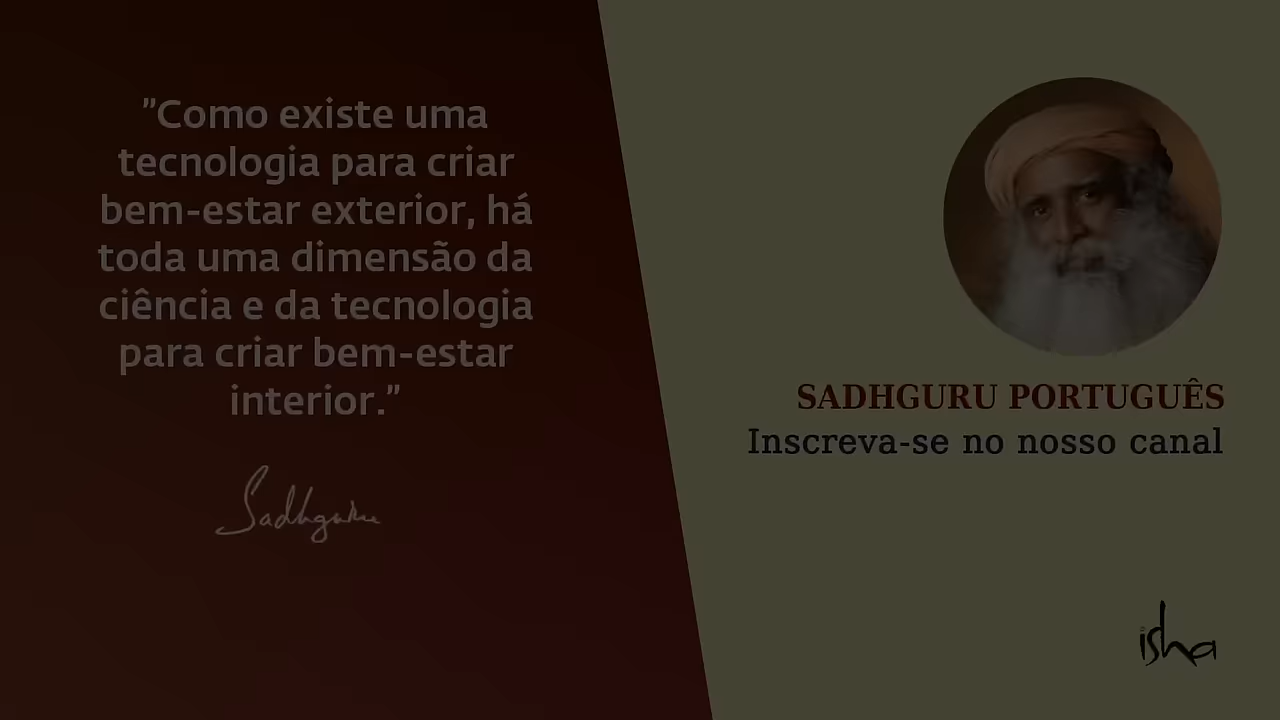 "Como existe uma
tecnologia para criar
bem-estar exterior, há
toda uma dimensão da
ciência e da tecnologia
para criar bem-estar
interior."
Sadhguru
SADHGURU PORTUGUÊS
Inscreva-se no nosso canal
isha